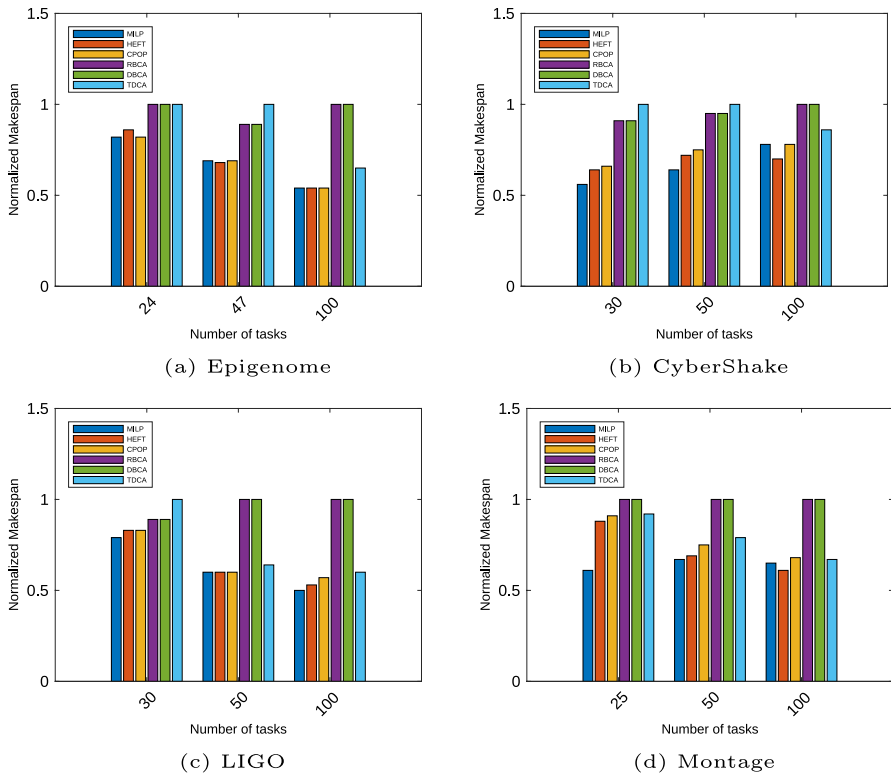 1.5
1
0.5
0
Normalized Makespan
MILP
HEFT
CPOP
RBCA
DBCA
TDCA
24
47
100
Number of tasks
(a) Epigenome
1.5
1
0.5
0
Normalized Makespan
MILP
HEFT
CPOP
RBCA
DBCA
TDCA
30
50
100
Number of tasks
(b) CyberShake
1.5
1
0.5
0
Normalized Makespan
MILP
HEFT
CPOP
RBCA
DBCA
TDCA
30
50
100
Number of tasks
(c) LIGO
1.5
1
0.5
0
Normalized Makespan
MILP
HEFT
CPOP
RBCA
DBCA
TDCA
25
50
100
Number of tasks
(d) Montage